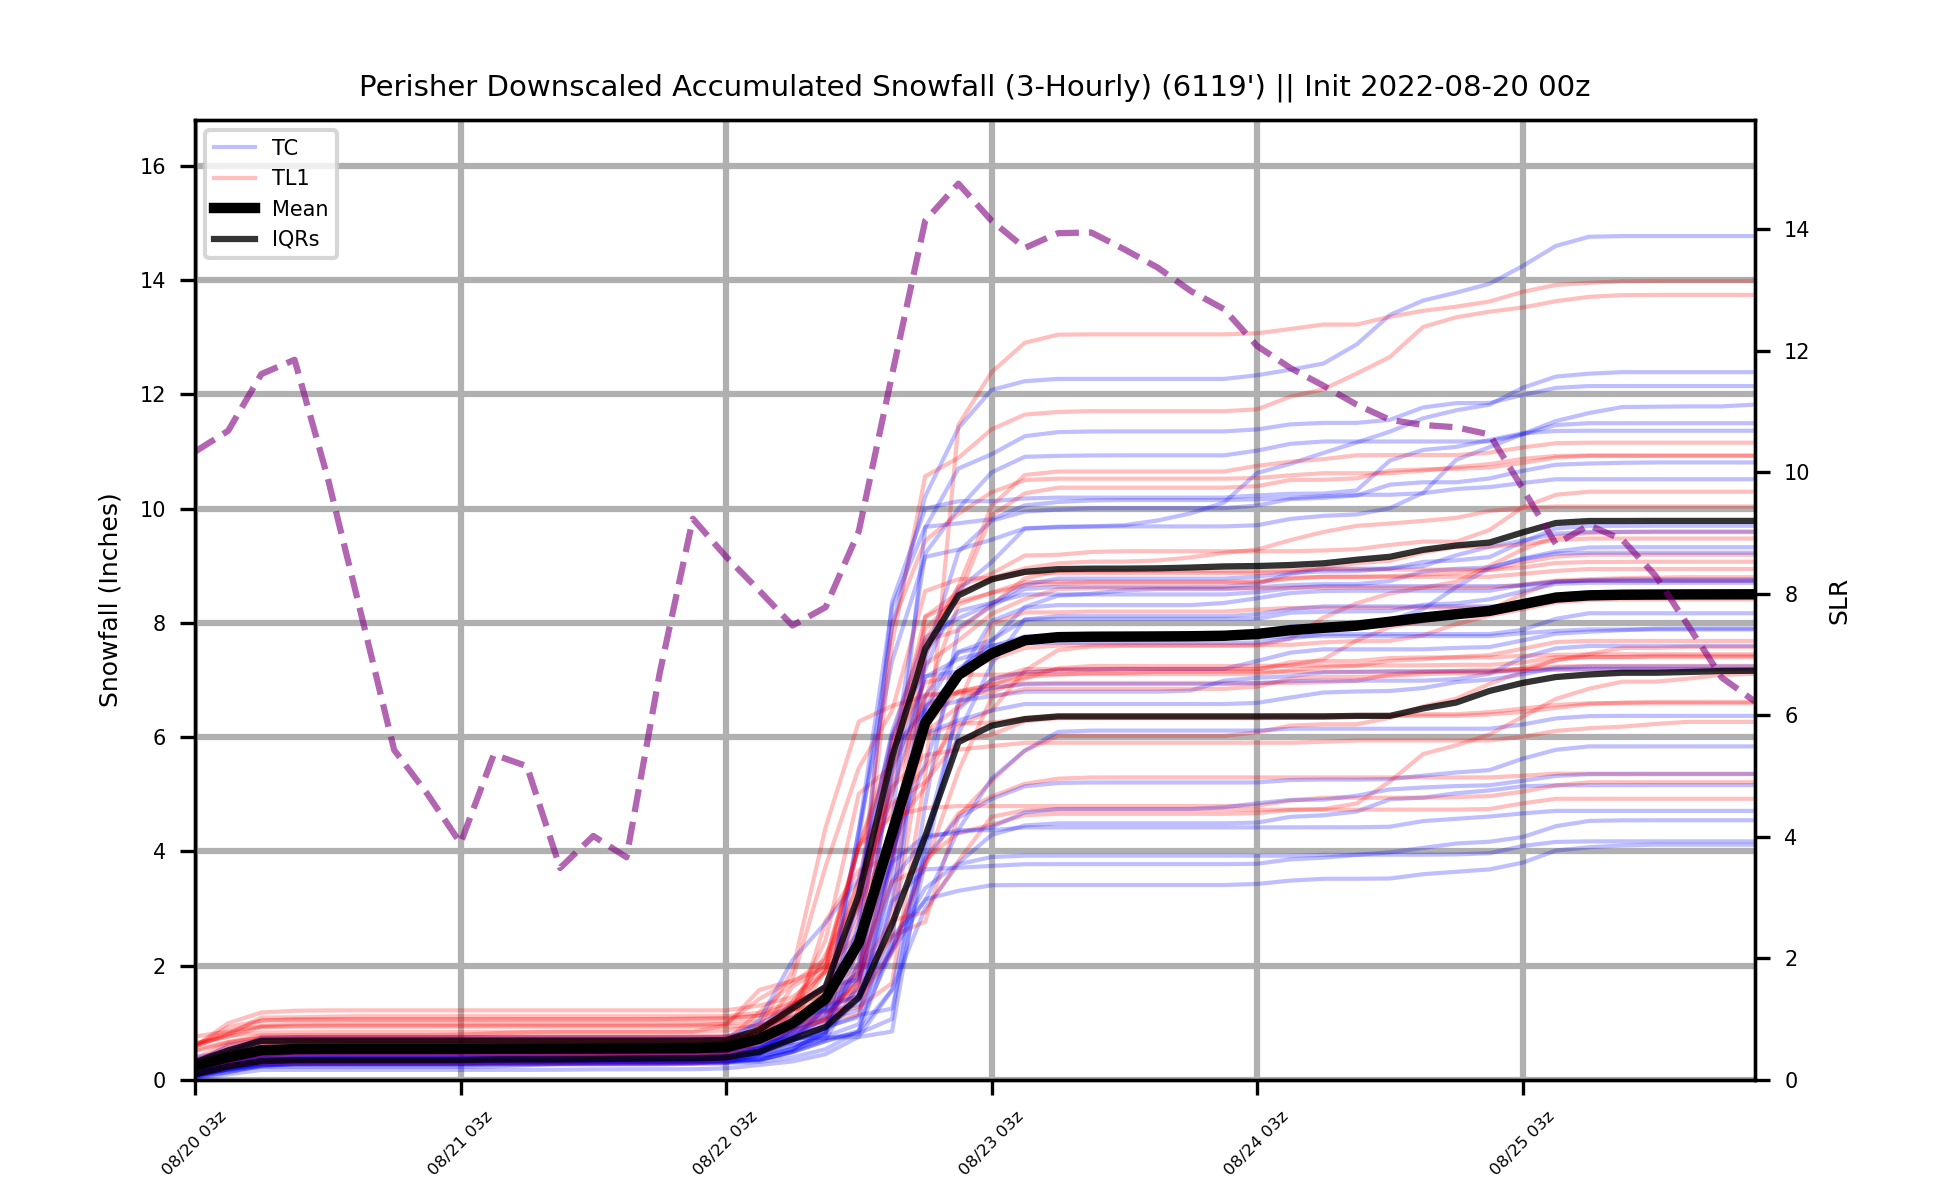 Perisher Downscaled Accumulated Snowfall (3-Hourly) (6119') || Init 2022-08-20 00z
TC
TL1
Mean
IQRs
Snowfall (Inches)
16
14
12
10
8
6
4
2
0
14
12
10
8
6
4
2
0
SLR
08/20 03z
08/21 03z
08/22 03z
08/23 03z
08/24 03z
08/25 03z